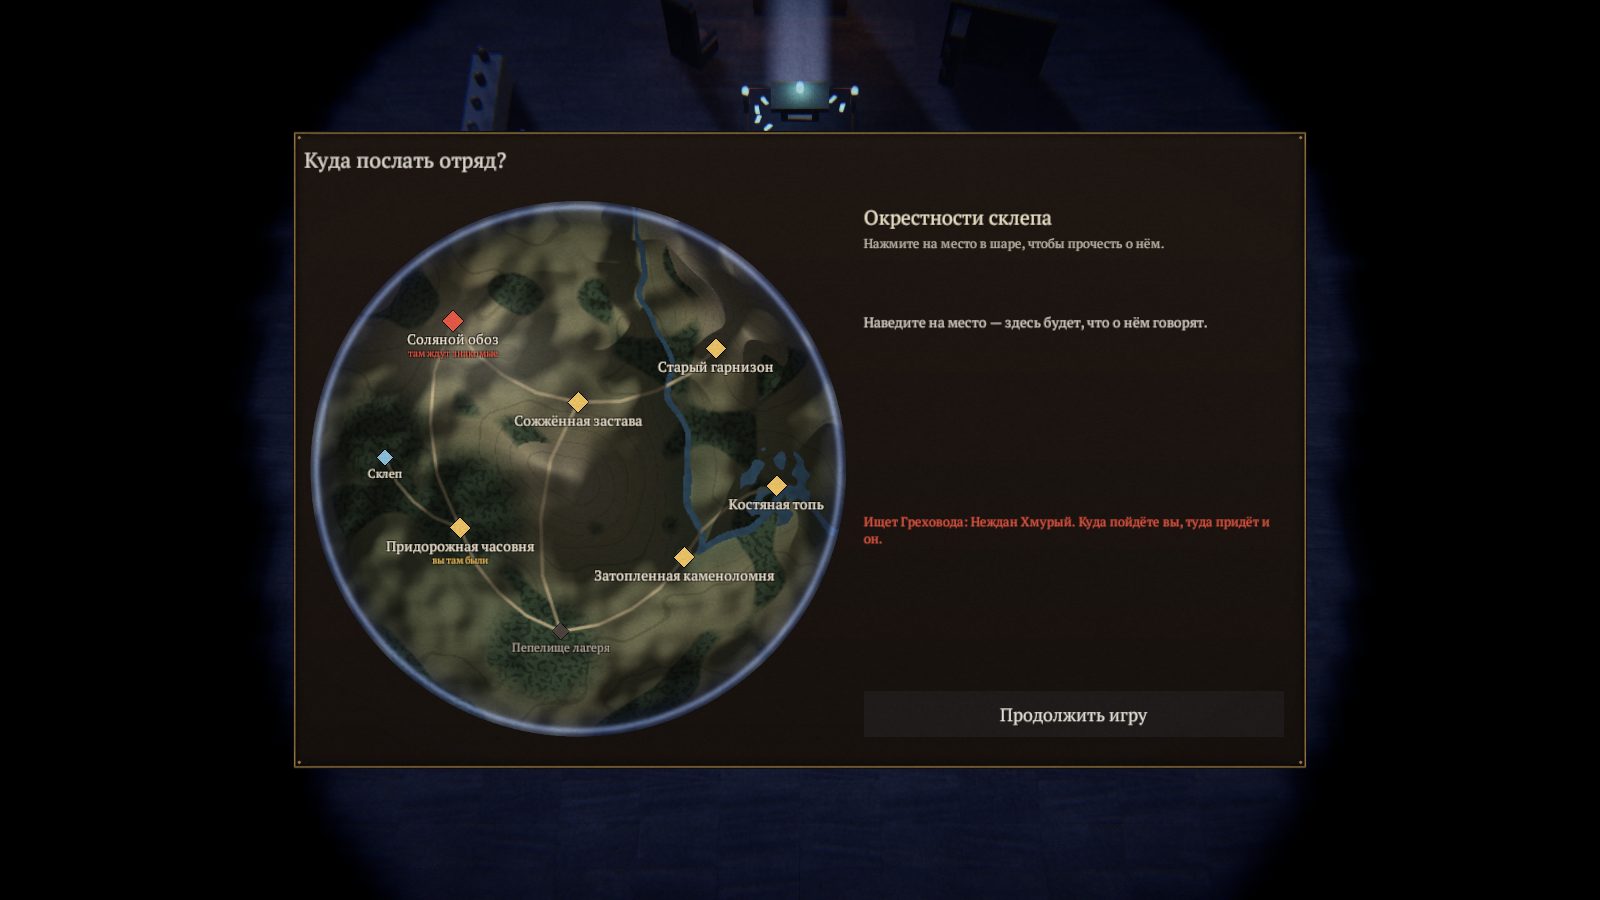 Куда послать отряд?
Окрестности склепа
Нажмите на место в шаре, чтобы прочесть о нём.
Соляной обоз
там ждут
Наведите на место — здесь будет, что о нём говорят.
Старый гарнизон
Сожжённая застава
Склеп
Костяная топь
Ищет Греховода: Неждан Хмурый. Куда пойдёте вы, туда придёт и
он.
Придорожная часовня
вы там были
Затопленная каменоломня
Пепелище лагеря
Продолжить игру